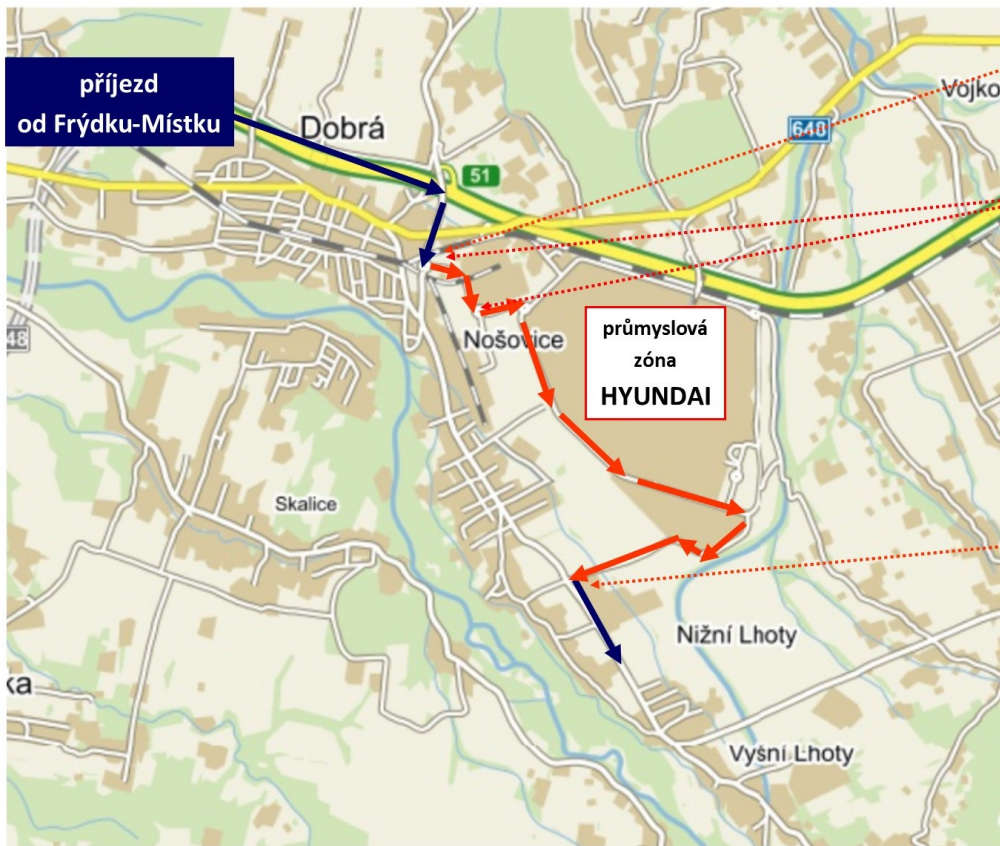 příjezd
od Frýdku-Místku
Dobrá
51
648
Vojko
48
Nošovice
průmyslová
zóna
HYUNDAI
Skalice
Nižní Lhoty
ka
Vyšní Lhoty